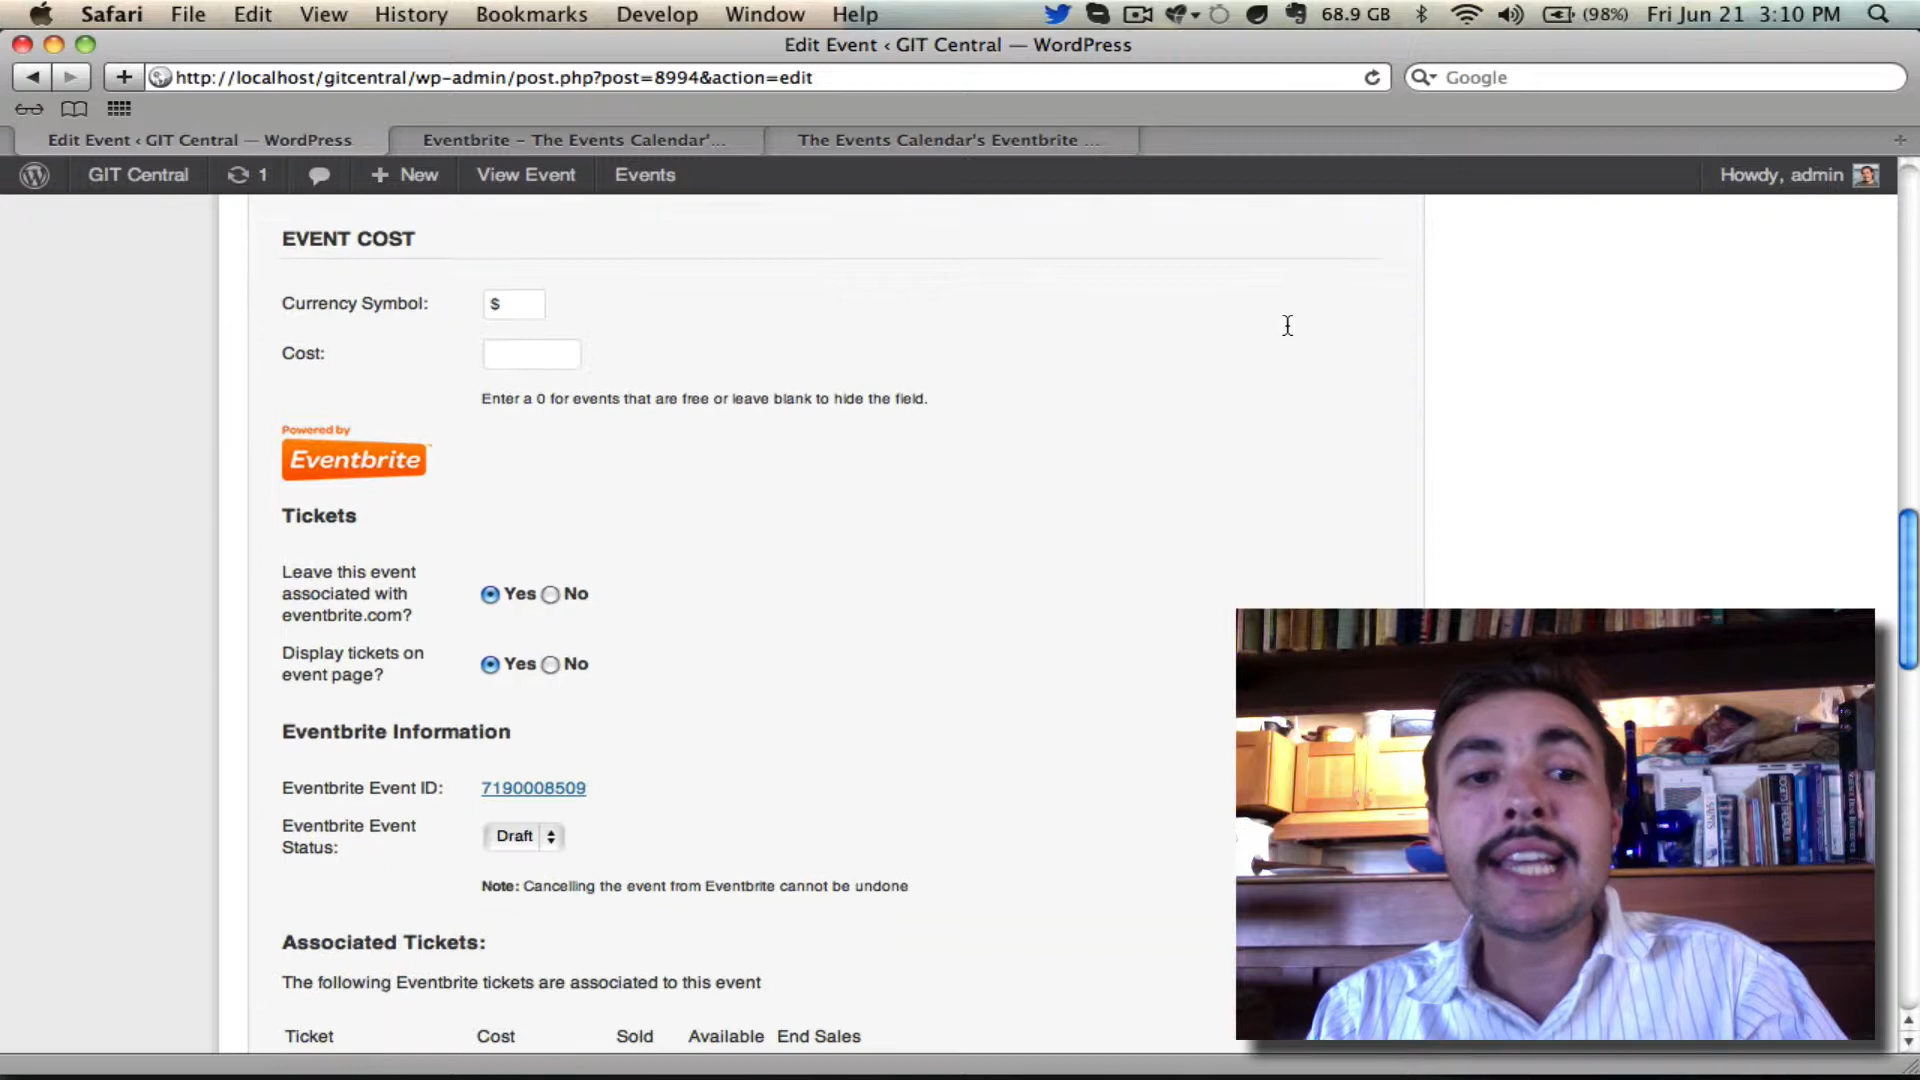 Safari File Edit View History Bookmarks Develop Window Help 68.9 GB (98%) Fri Jun 21 3:10 PM
Edit Event ‹ GIT Central — WordPress
http://localhost/gitcentral/wp-admin/post.php?post=8994&action=edit Google
Edit Event ‹ GIT Central — WordPress Eventbrite – The Events Calendar'... The Events Calendar's Eventbrite ...
GIT Central 1 + New View Event Events Howdy, admin
EVENT COST
Currency Symbol: $
Cost:
Enter a 0 for events that are free or leave blank to hide the field.
Powered by
Eventbrite
Tickets
Leave this event
associated with
eventbrite.com?
Yes No
Display tickets on
event page?
Yes No
Eventbrite Information
Eventbrite Event ID: 7190008509
Eventbrite Event
Status:
Draft
Note: Cancelling the event from Eventbrite cannot be undone
Associated Tickets:
The following Eventbrite tickets are associated to this event
Ticket Cost Sold Available End Sales